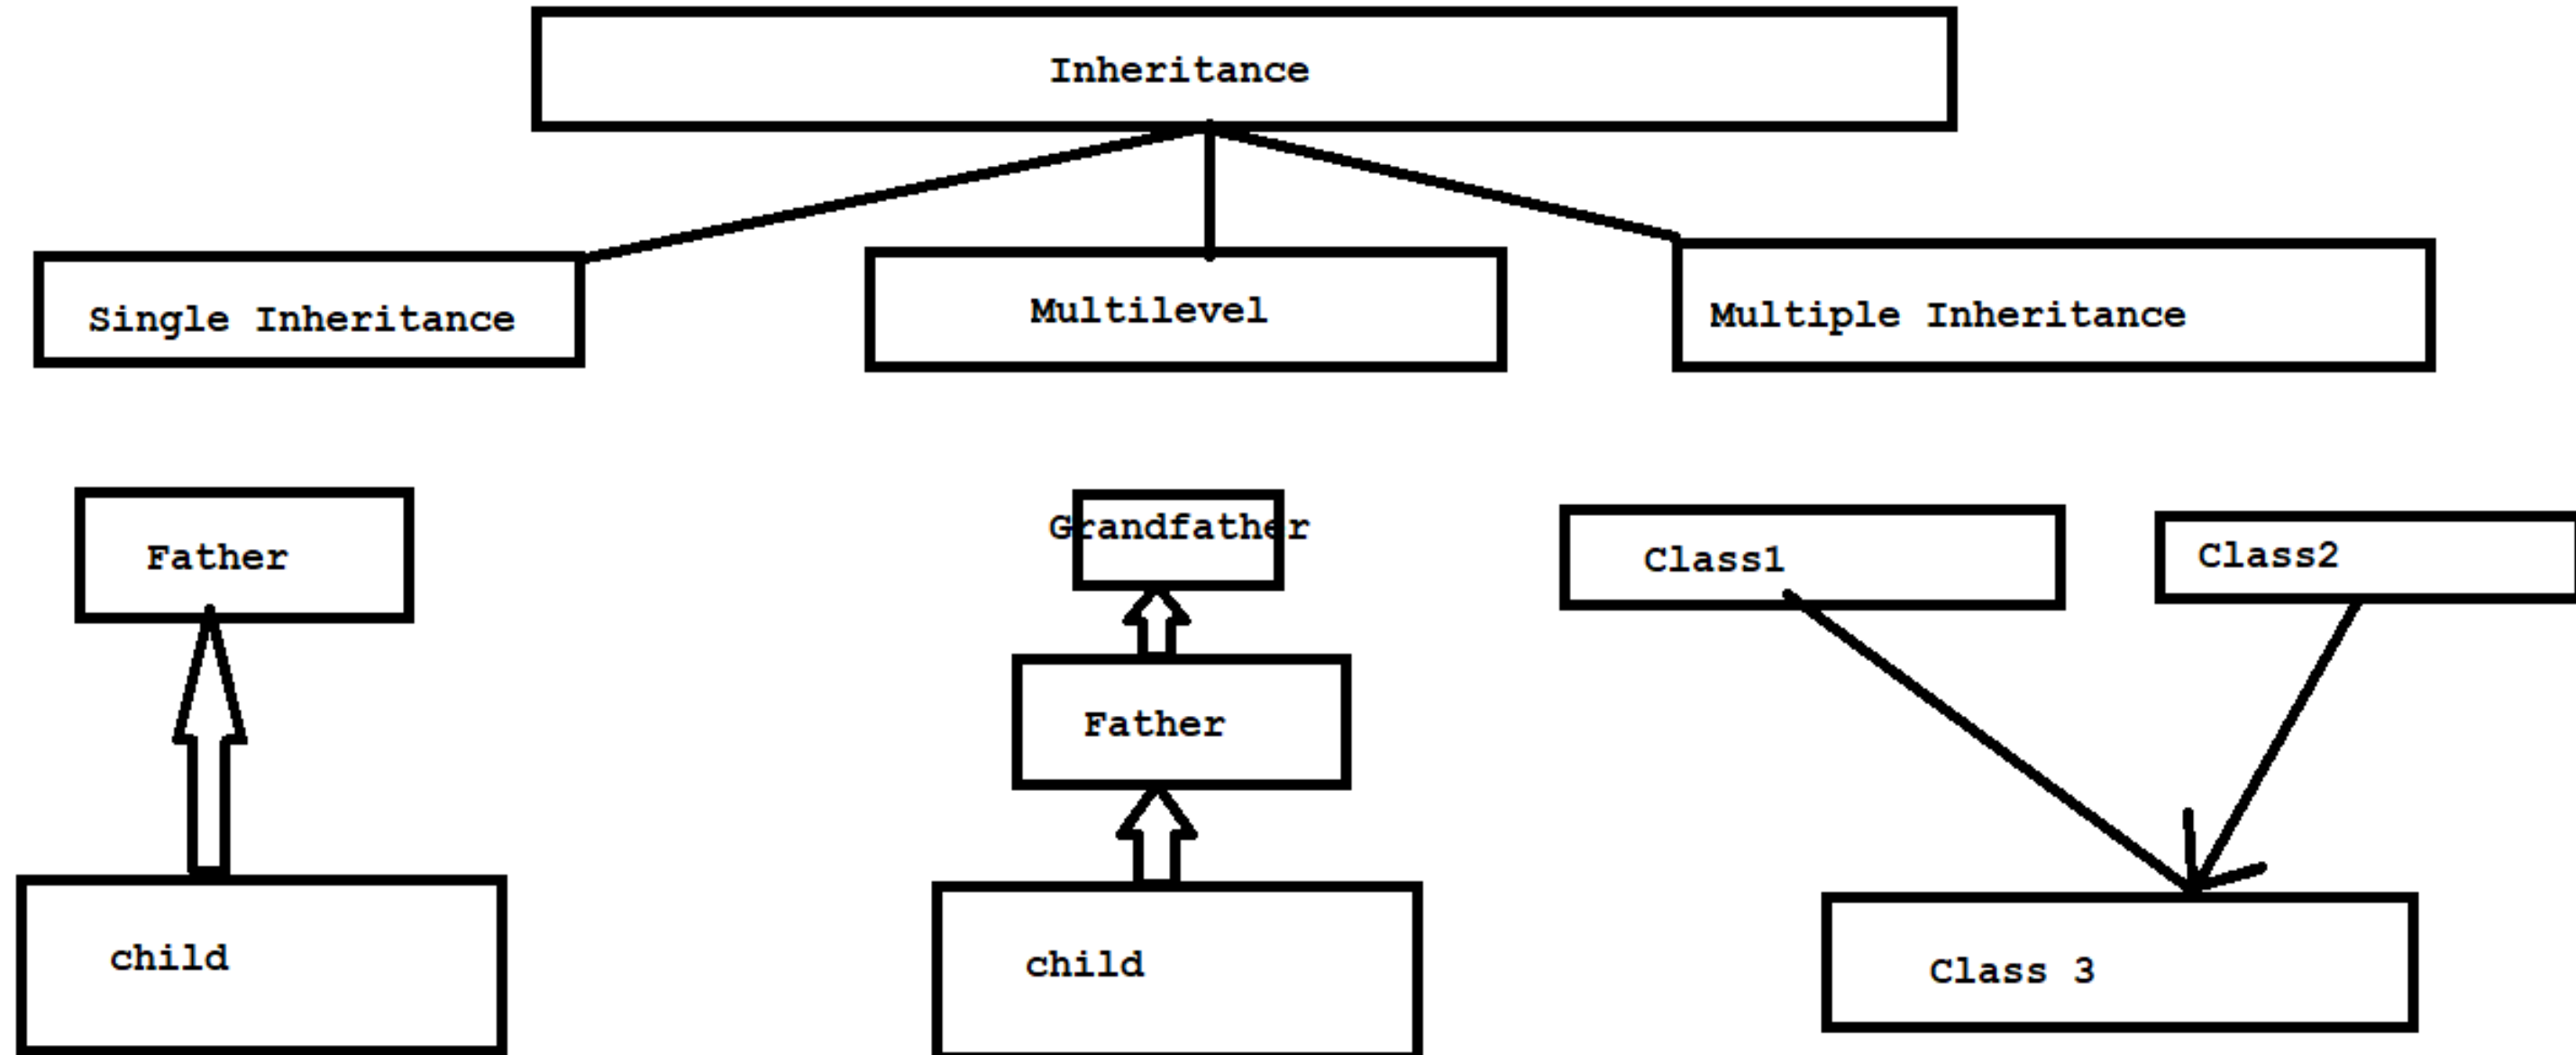 Inheritance
Single Inheritance
Multilevel
Multiple Inheritance
Father
Grandfather
Class1
Class2
Father
child
child
Class 3